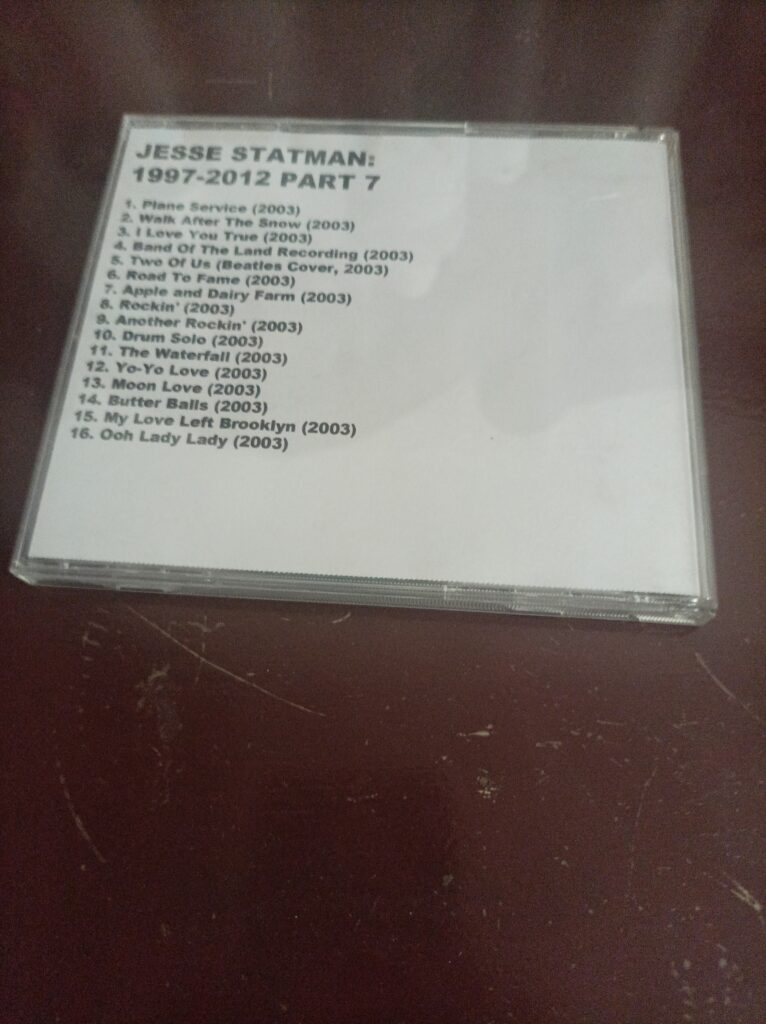 JESSE STATMAN:
1997-2012 PART 7
1. Plane Service (2003)
2. Walk After The Snow (2003)
3. I Love You True (2003)
4. Band Of The Land Recording (2003)
5. Two Of Us (Beatles Cover, 2003)
6. Road To Fame (2003)
7. Apple and Dairy Farm (2003)
8. Rockin' (2003)
9. Another Rockin' (2003)
10. Drum Solo (2003)
11. The Waterfall (2003)
12. Yo-Yo Love (2003)
13. Moon Love (2003)
14. Butter Balls (2003)
15. My Love Left Brooklyn (2003)
16. Ooh Lady Lady (2003)